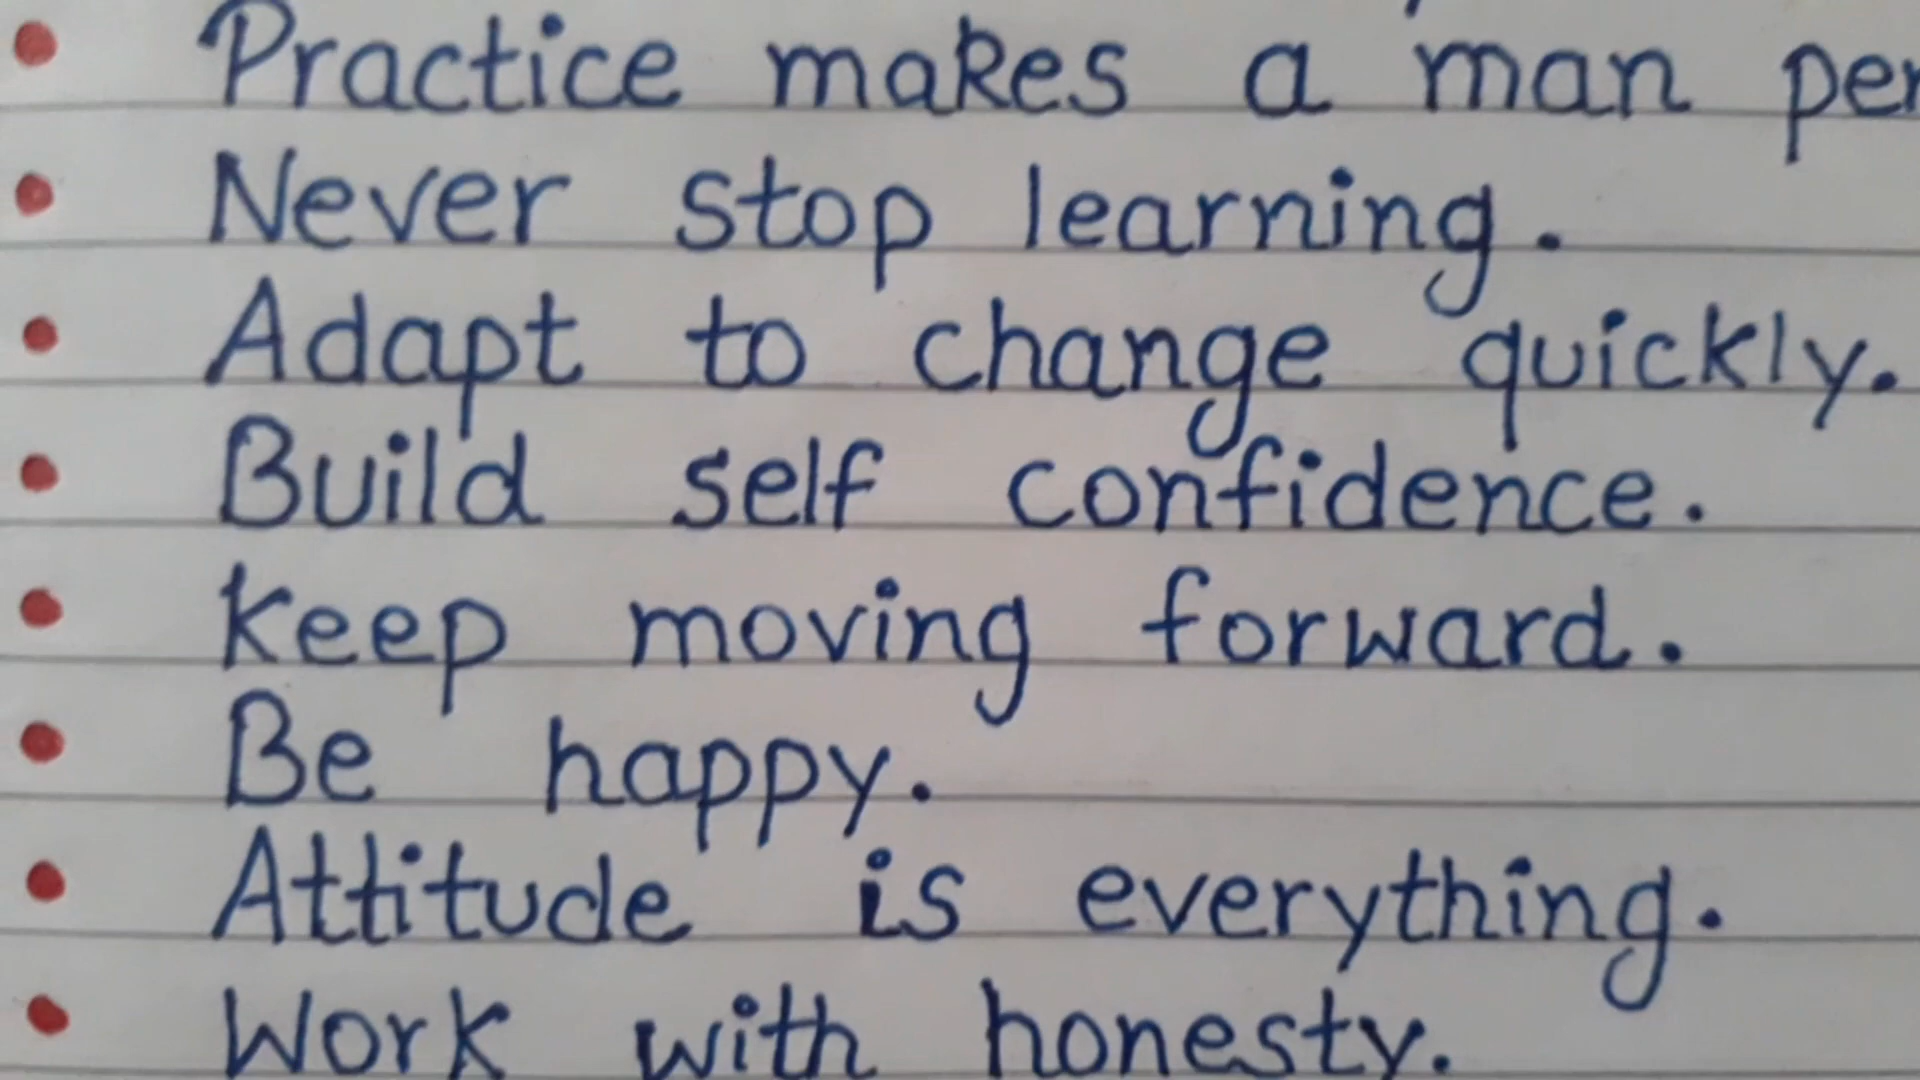 Practice makes a man per
Never stop learning.
Adapt to change quickly.
Build self confidence.
Keep moving forward.
Be happy.
Attitude is everything.
Work with honesty.